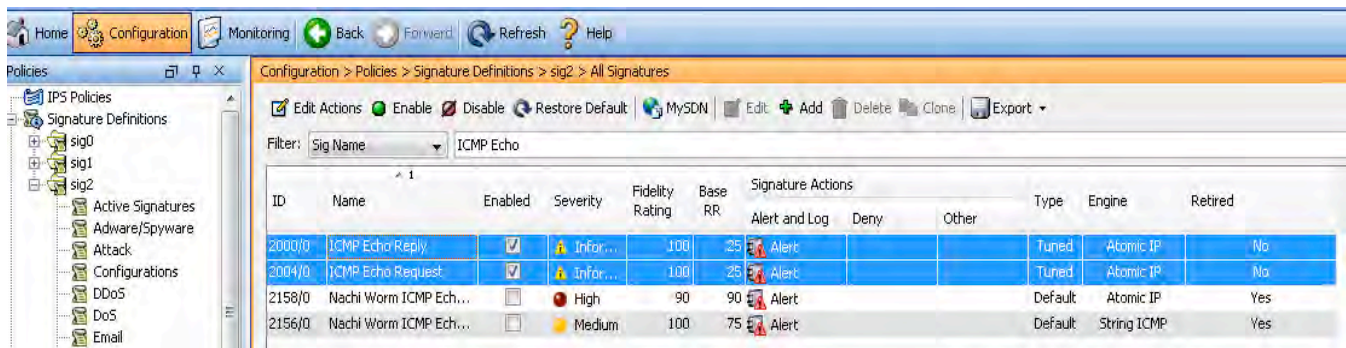 Home Configuration Monitoring Back Forward Refresh Help
Policies
IPS Policies
Signature Definitions
sig0
sig1
sig2
Active Signatures
Adware/Spyware
Attack
Configurations
DDoS
DoS
Email
Configuration > Policies > Signature Definitions > sig2 > All Signatures
Edit Actions Enable Disable Restore Default MySDN Edit Add Delete Clone Export
Filter: Sig Name ICMP Echo
ID Name 1 Enabled Severity Fidelity Rating Base RR Signature Actions Alert and Log Deny Other Type Engine Retired
2000/0 ICMP Echo Reply Infor... 100 25 Alert Tuned Atomic IP No
2004/0 ICMP Echo Request Infor... 100 25 Alert Tuned Atomic IP No
2158/0 Nachi Worm ICMP Ech... High 90 90 Alert Default Atomic IP Yes
2156/0 Nachi Worm ICMP Ech... Medium 100 75 Alert Default String ICMP Yes